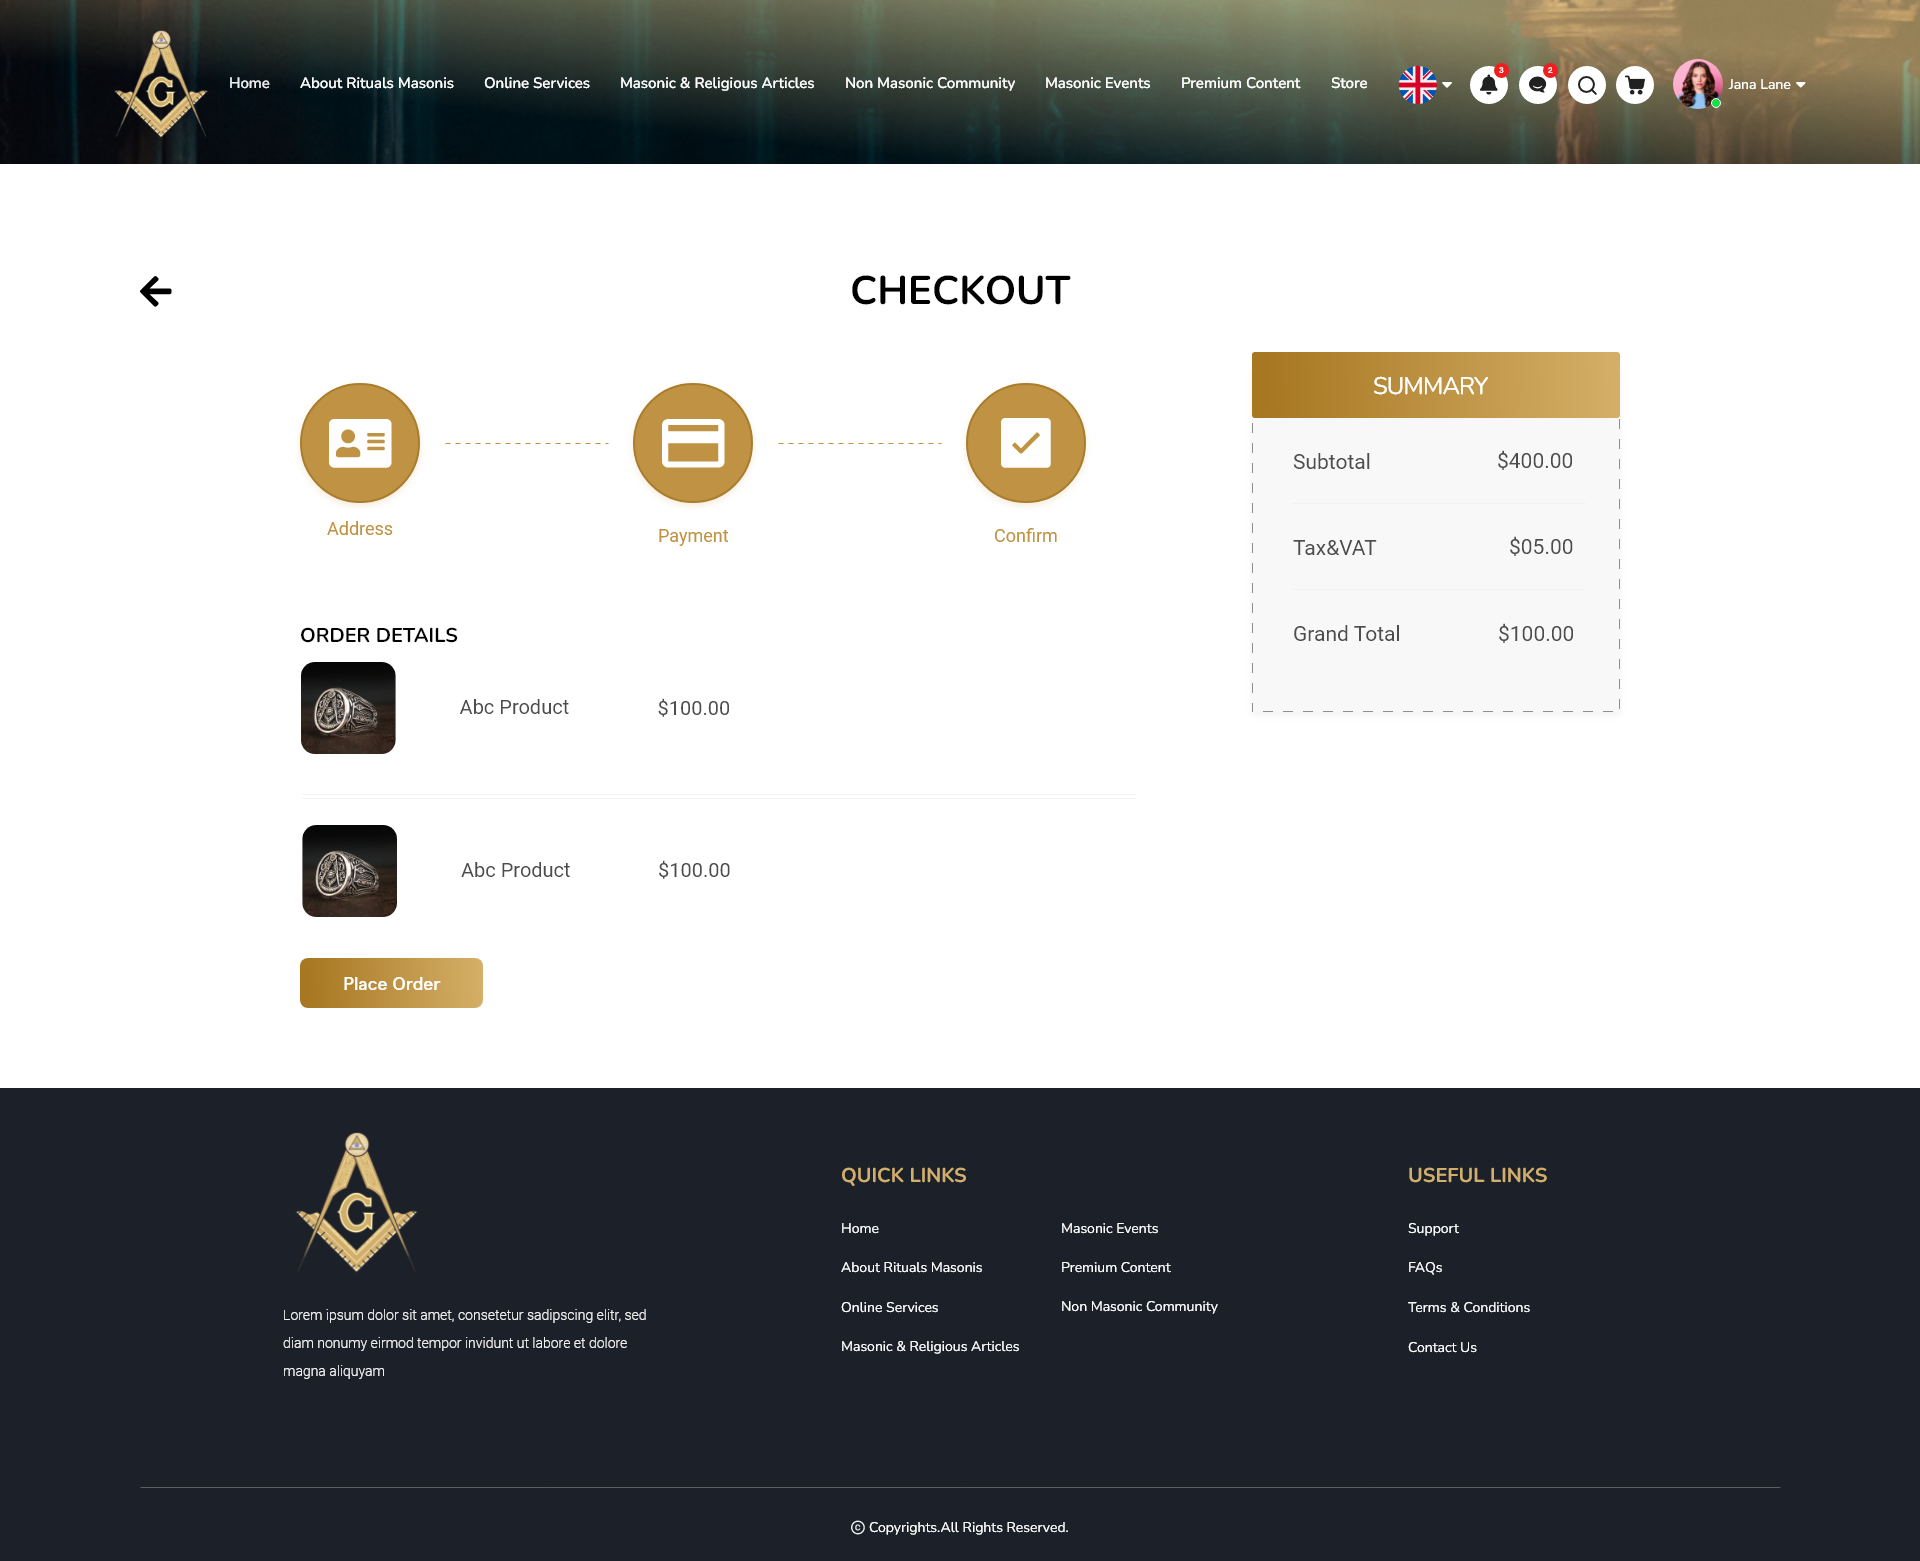 G
Home About Rituals Masonis Online Services Masonic & Religious Articles Non Masonic Community Masonic Events Premium Content Store 3 2 Jana Lane
CHECKOUT
SUMMARY
Subtotal $400.00
Tax&VAT $05.00
Grand Total $100.00
Address Payment Confirm
ORDER DETAILS
Abc Product $100.00
Abc Product $100.00
Place Order
G
Lorem ipsum dolor sit amet, consetetur sadipscing elitr, sed
diam nonumy eirmod tempor invidunt ut labore et dolore
magna aliquyam
QUICK LINKS
Home
About Rituals Masonis
Online Services
Masonic & Religious Articles
Masonic Events
Premium Content
Non Masonic Community
USEFUL LINKS
Support
FAQs
Terms & Conditions
Contact Us
© Copyrights.All Rights Reserved.